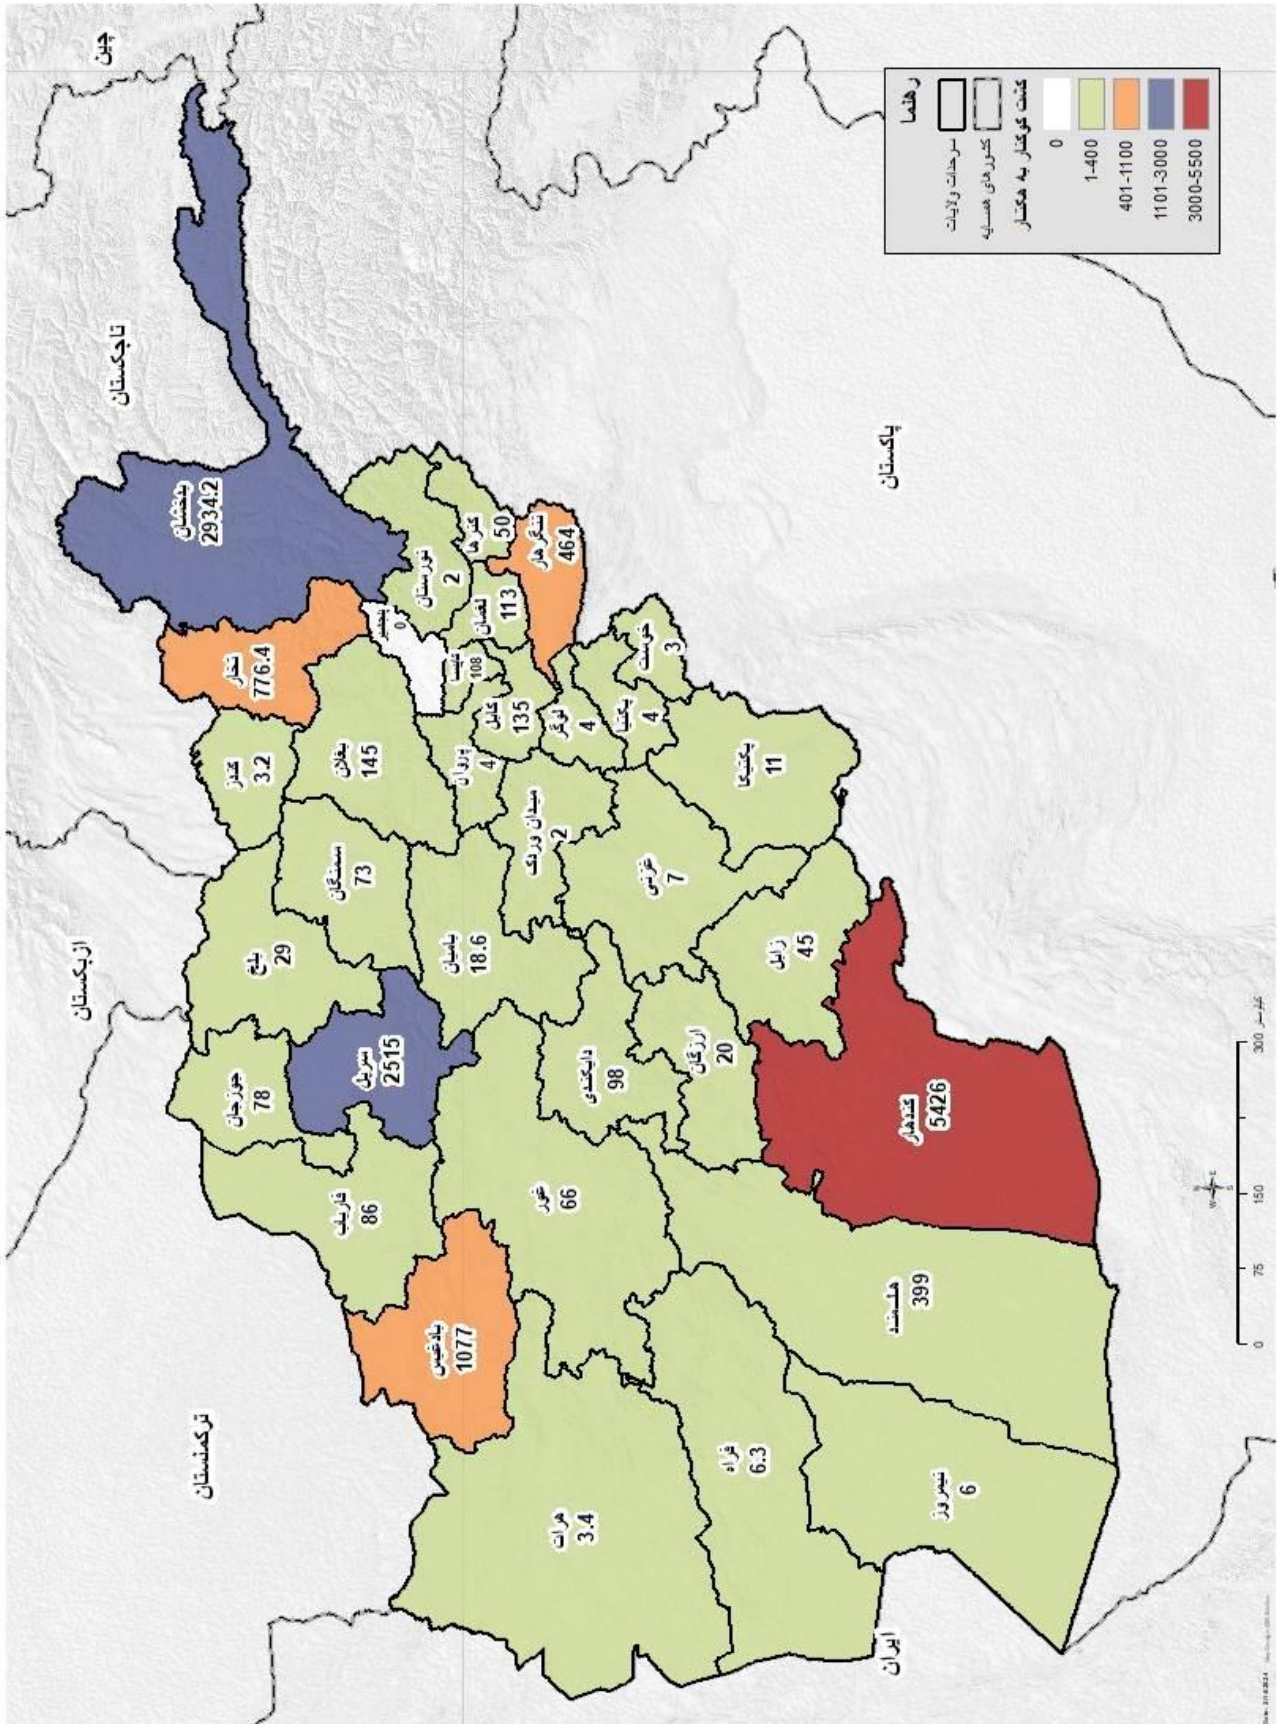 چین
تاجکستان
ازبکستان
ترکمنستان
ایران
پاکستان
بدخشان
2934.2
تخار
776.4
کندز
3.2
بغلان
145
سمنگان
73
بلخ
29
جوزجان
78
سرپل
2515
فاریاب
86
بادغیس
1077
هرات
3.4
غور
66
بامیان
18.6
پروان
4
پنجشیر
0
نورستان
2
کنرها
50
ننگرهار
464
لغمان
113
کاپیسا
108
کابل
135
لوگر
4
میدان وردک
2
پکتیا
4
خوست
3
پکتیکا
11
غزنی
7
دایکندی
98
ارزگان
20
زابل
45
کندهار
5426
هلمند
399
فراه
6.3
نیمروز
6
رهنما
سرحدات ولایات
کشورهای همسایه
کشت کوکنار به هکتار
0
1-400
401-1100
1101-3000
3000-5500
N
W E
S
0 75 150 300 کیلومتر